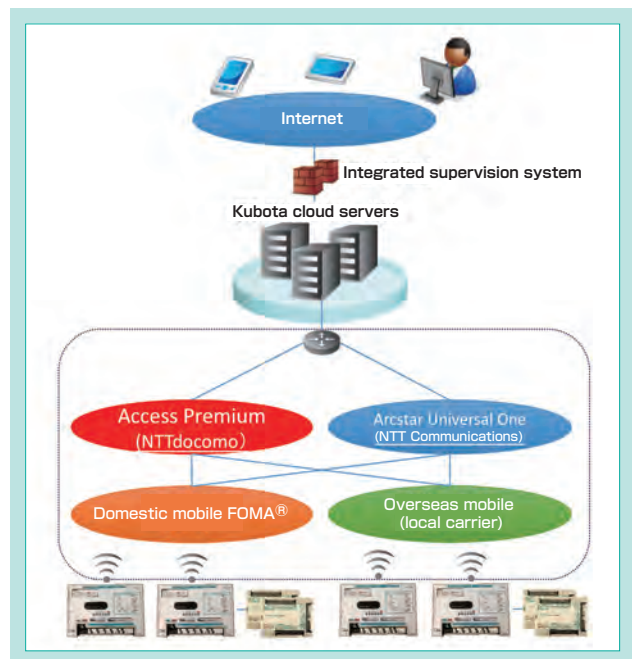 Internet
Integrated supervision system
Kubota cloud servers
Access Premium
(NTTdocomo)
Arcstar Universal One
(NTT Communications)
Domestic mobile FOMA®
Overseas mobile
(local carrier)